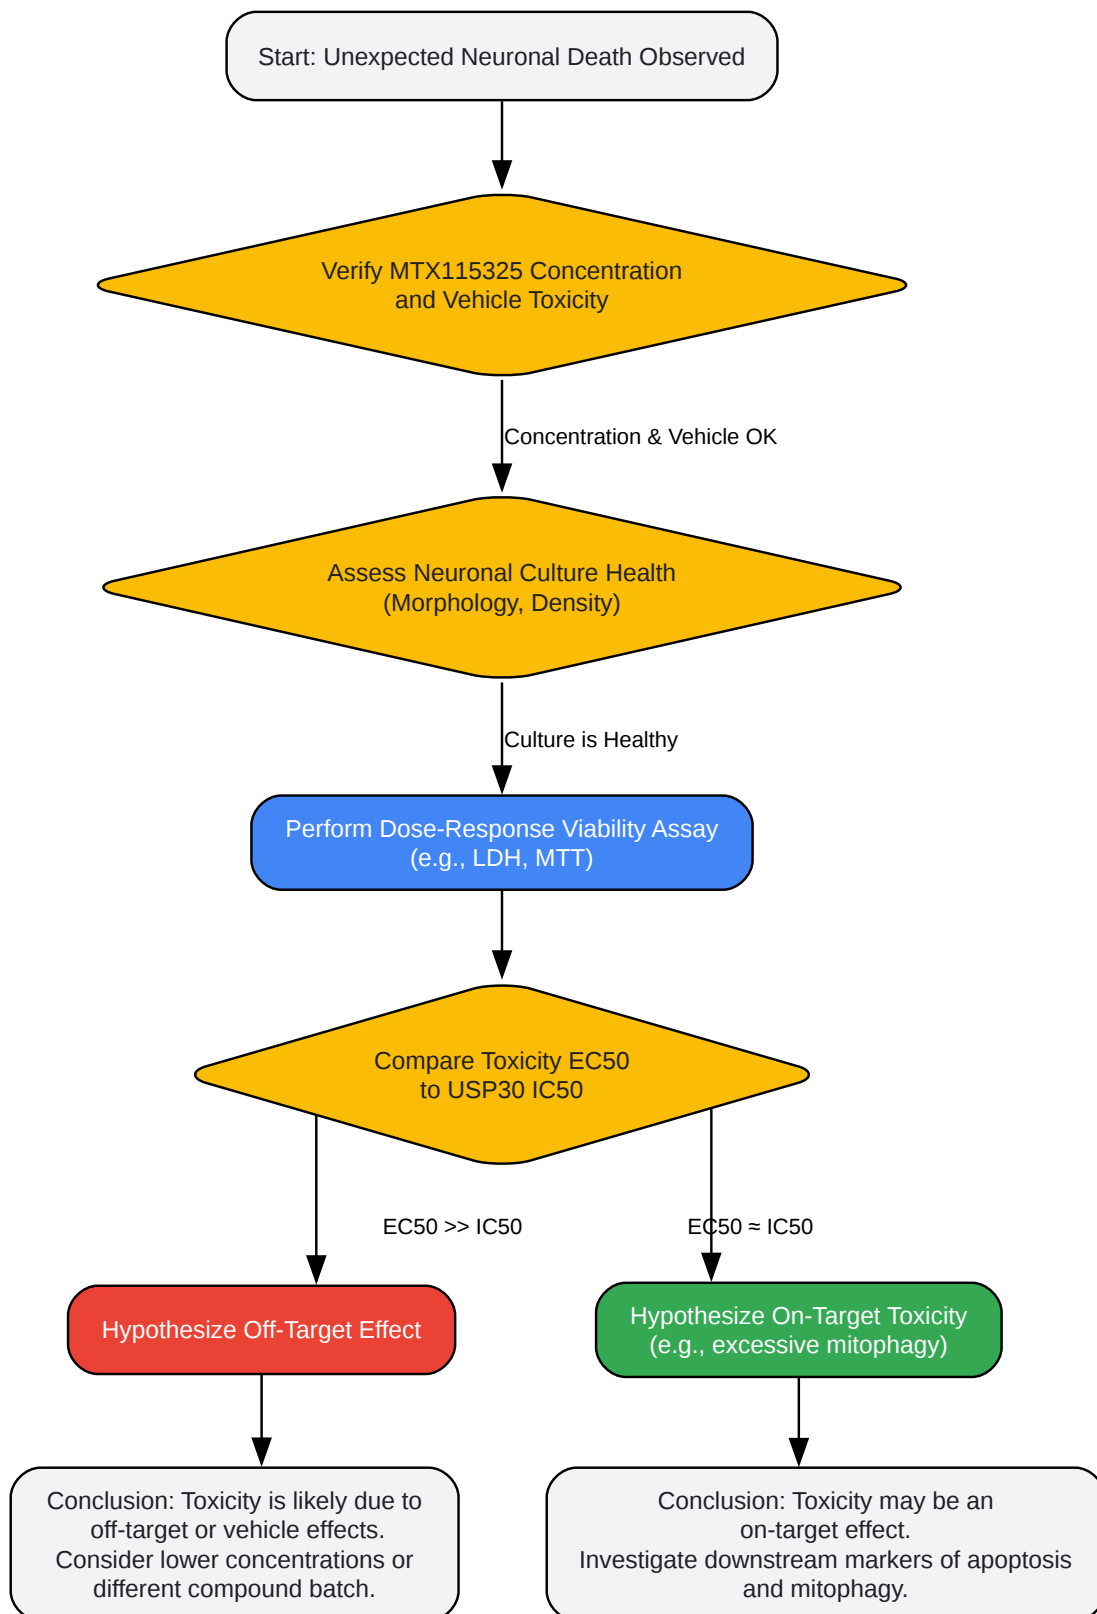 Start: Unexpected Neuronal Death Observed
Verify MTX115325 Concentration
and Vehicle Toxicity
Concentration & Vehicle OK
Assess Neuronal Culture Health
(Morphology, Density)
Culture is Healthy
Perform Dose-Response Viability Assay
(e.g., LDH, MTT)
Compare Toxicity EC50
to USP30 IC50
EC50 >> IC50
EC50 ≈ IC50
Hypothesize Off-Target Effect
Hypothesize On-Target Toxicity
(e.g., excessive mitophagy)
Conclusion: Toxicity is likely due to
off-target or vehicle effects.
Consider lower concentrations or
different compound batch.
Conclusion: Toxicity may be an
on-target effect.
Investigate downstream markers of apoptosis
and mitophagy.